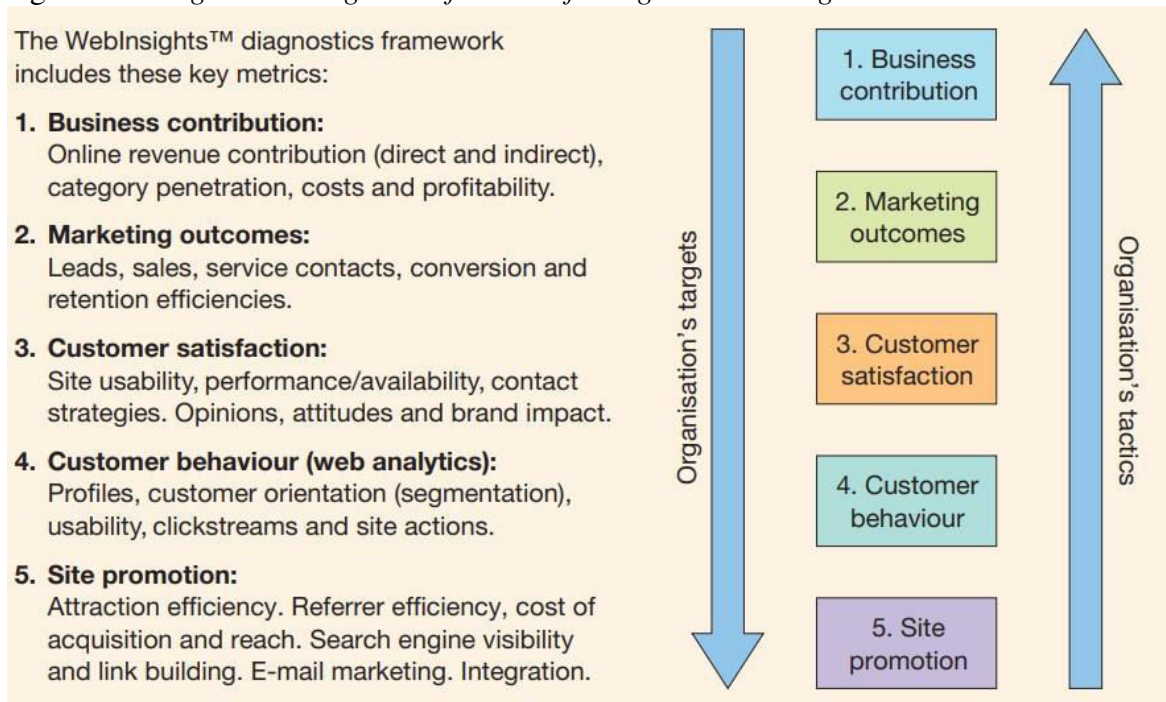 The WebInsights™ diagnostics framework
includes these key metrics:
1. Business contribution:
Online revenue contribution (direct and indirect),
category penetration, costs and profitability.
2. Marketing outcomes:
Leads, sales, service contacts, conversion and
retention efficiencies.
3. Customer satisfaction:
Site usability, performance/availability, contact
strategies. Opinions, attitudes and brand impact.
4. Customer behaviour (web analytics):
Profiles, customer orientation (segmentation),
usability, clickstreams and site actions.
5. Site promotion:
Attraction efficiency. Referrer efficiency, cost of
acquisition and reach. Search engine visibility
and link building. E-mail marketing. Integration.
Organisation's targets
1. Business
contribution
2. Marketing
outcomes
3. Customer
satisfaction
4. Customer
behaviour
5. Site
promotion
Organisation's tactics